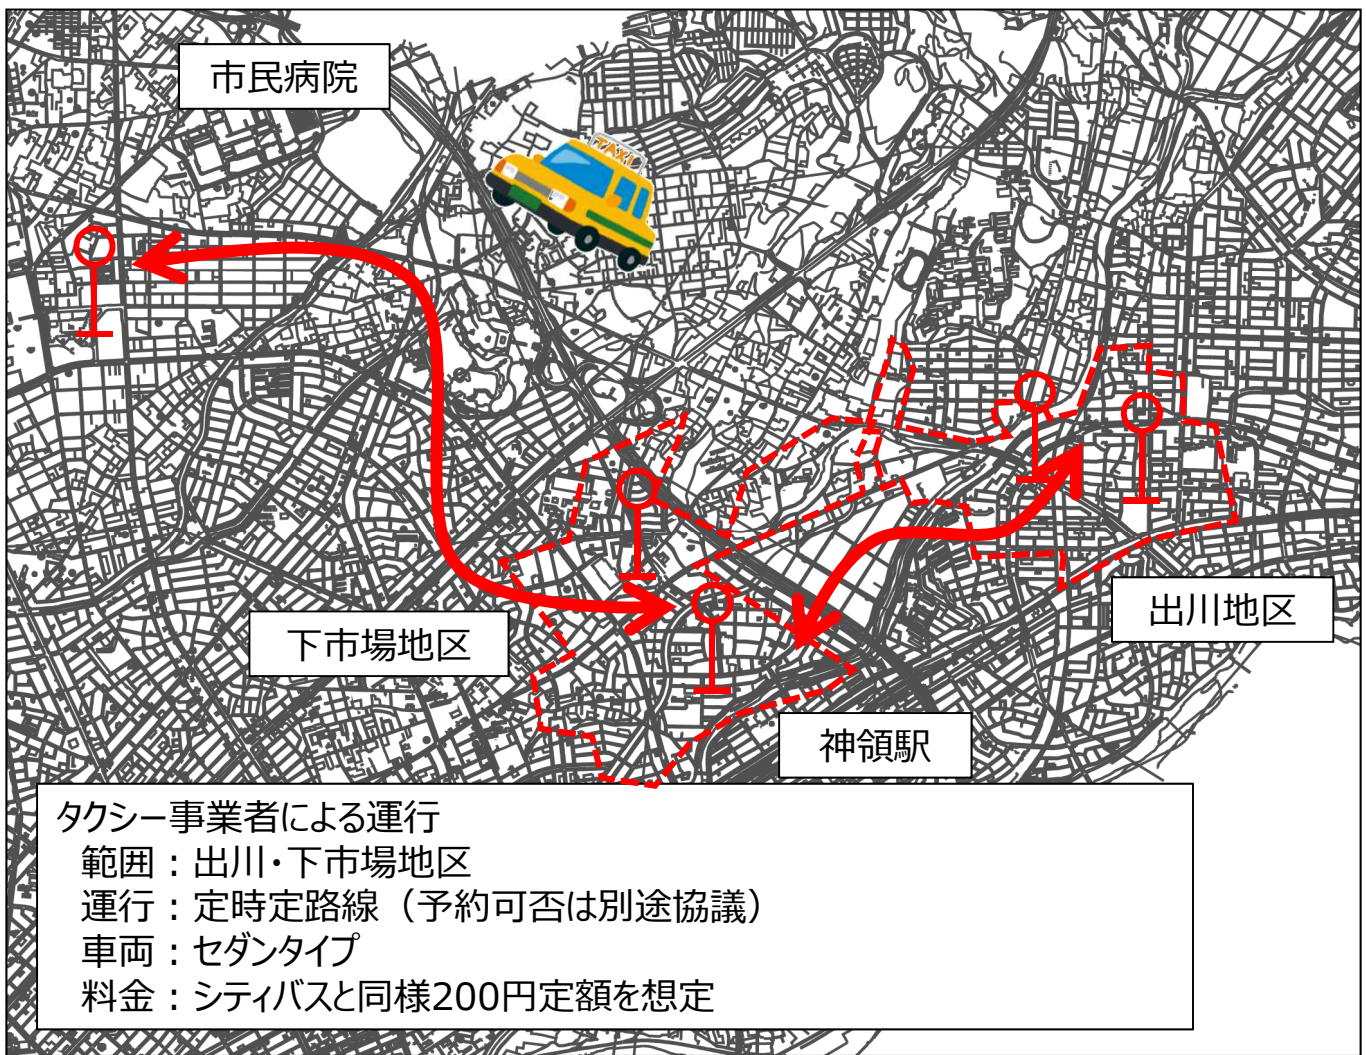 市民病院
TAXI
下市場地区
出川地区
神領駅
タクシー事業者による運行
範囲：出川・下市場地区
運行：定時定路線（予約可否は別途協議）
車両：セダンタイプ
料金：シティバスと同様200円定額を想定